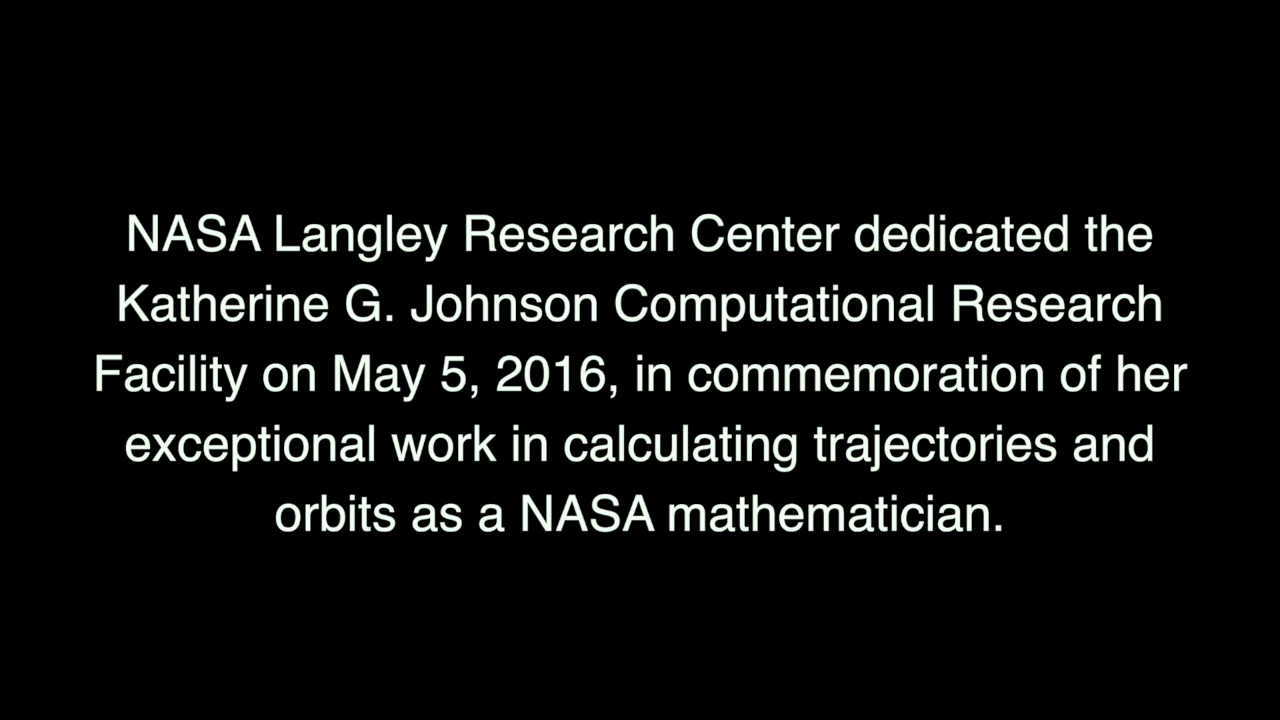 NASA Langley Research Center dedicated the
Katherine G. Johnson Computational Research
Facility on May 5, 2016, in commemoration of her
exceptional work in calculating trajectories and
orbits as a NASA mathematician.